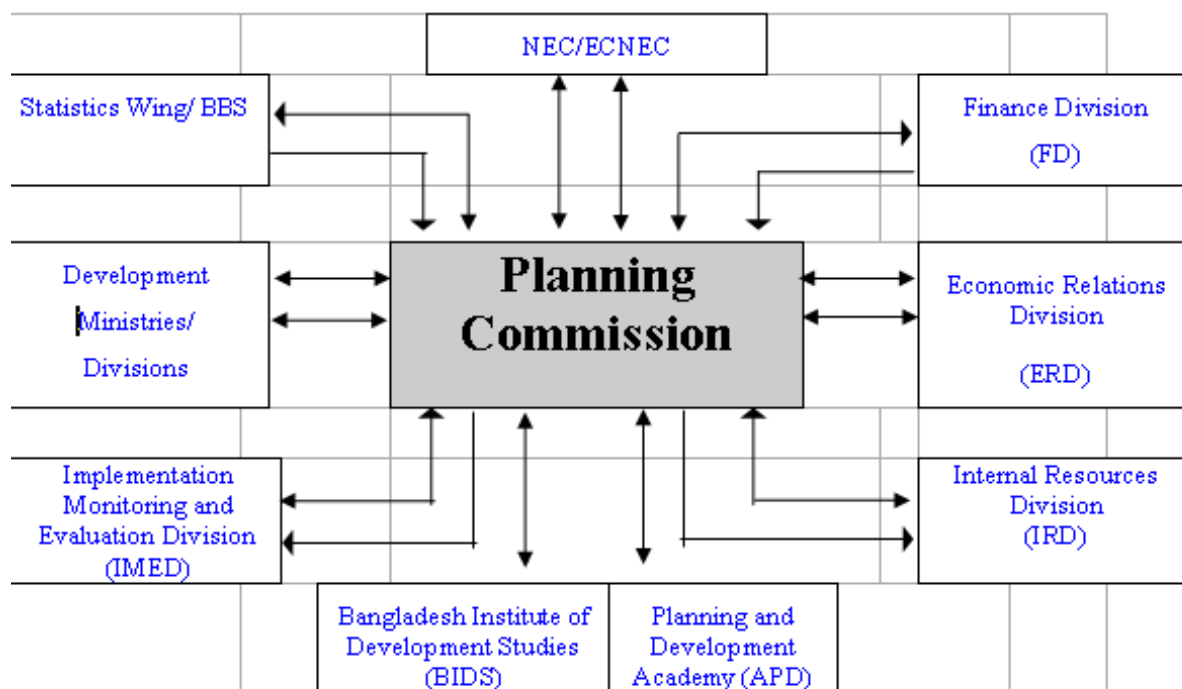 NEC/ECNEC
Statistics Wing/ BBS
Finance Division
(FD)
Planning
Commission
Development
Ministries/
Divisions
Economic Relations
Division
(ERD)
Implementation
Monitoring and
Evaluation Division
(IMED)
Internal Resources
Division
(IRD)
Bangladesh Institute of
Development Studies
(BIDS)
Planning and
Development
Academy (APD)